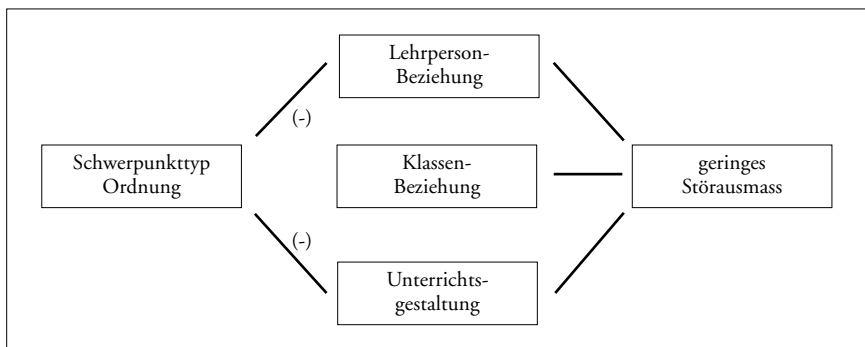 Lehrperson-
Beziehung
(-)
Schwerpunkttyp
Ordnung
Klassen-
Beziehung
geringes
Störausmass
(-)
Unterrichts-
gestaltung